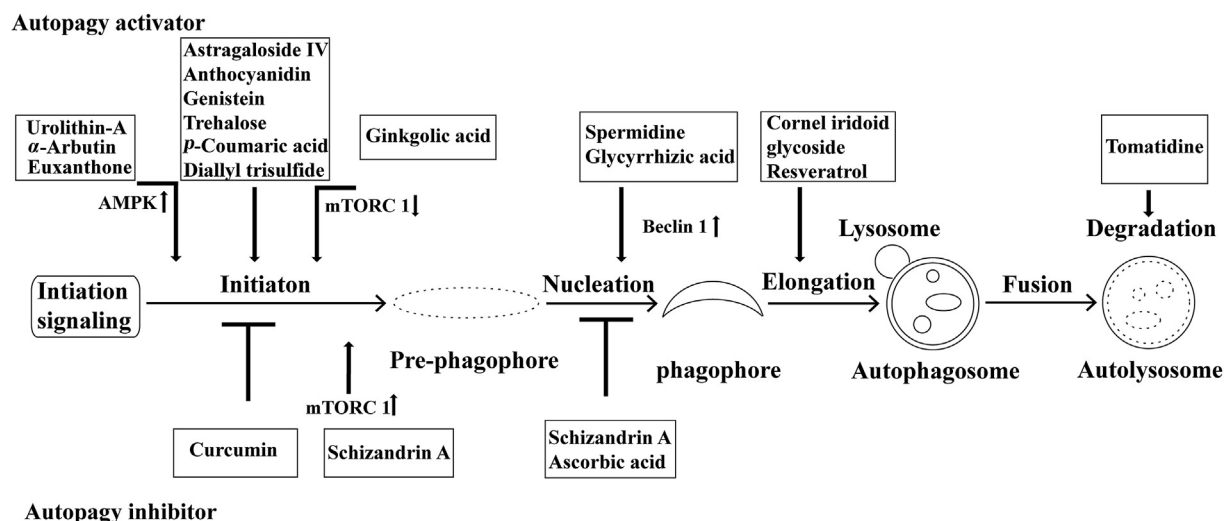 Autopagy activator
Astragaloside IV
Anthocyanidin
Genistein
Trehalose
p-Coumaric acid
Diallyl trisulfide
Urolithin-A
α-Arbutin
Euxanthone
Ginkgolic acid
Spermidine
Glycyrrhizic acid
Cornel iridoid
glycoside
Resveratrol
Tomatidine
AMPK↑
mTORC 1↓
Beclin 1↑
Lysosome
Degradation
Intiation
signaling
Initiaton
Nucleation
Elongation
Fusion
Pre-phagophore
phagophore
Autophagosome
Autolysosome
mTORC 1↑
Curcumin
Schizandrin A
Schizandrin A
Ascorbic acid
Autopagy inhibitor